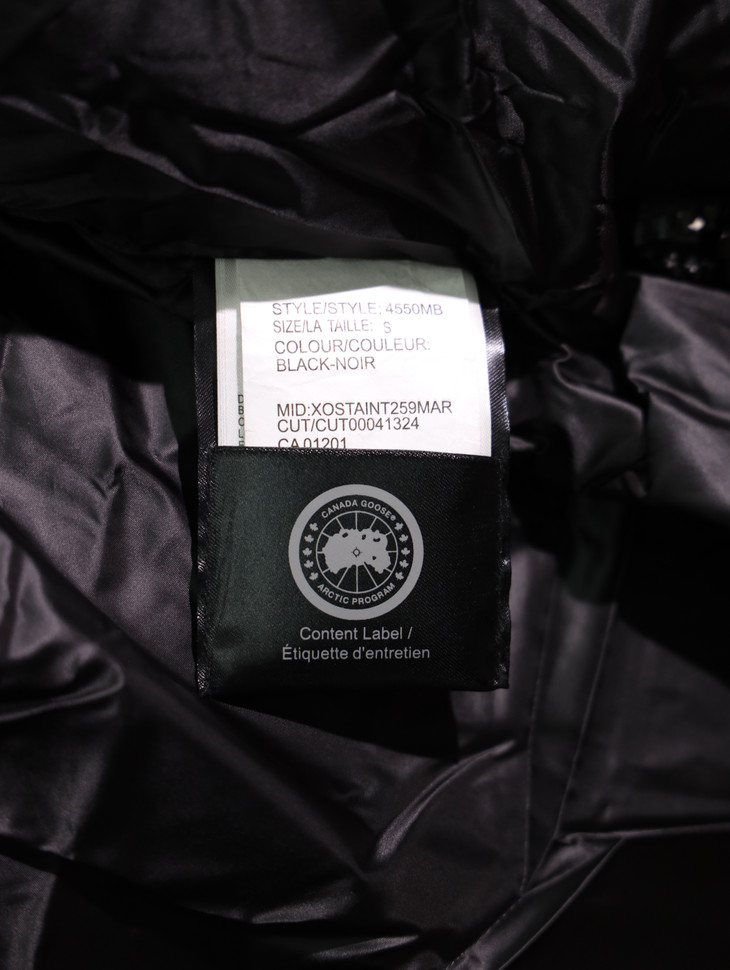 STYLE/STYLE: 4550MB
SIZE/LA TAILLE: S
COLOUR/COULEUR:
BLACK-NOIR
MID:XOSTAINT259MAR
CUT/CUT00041324
CA 01201
CANADA GOOSE®
ARCTIC PROGRAM
Content Label /
Étiquette d'entretien